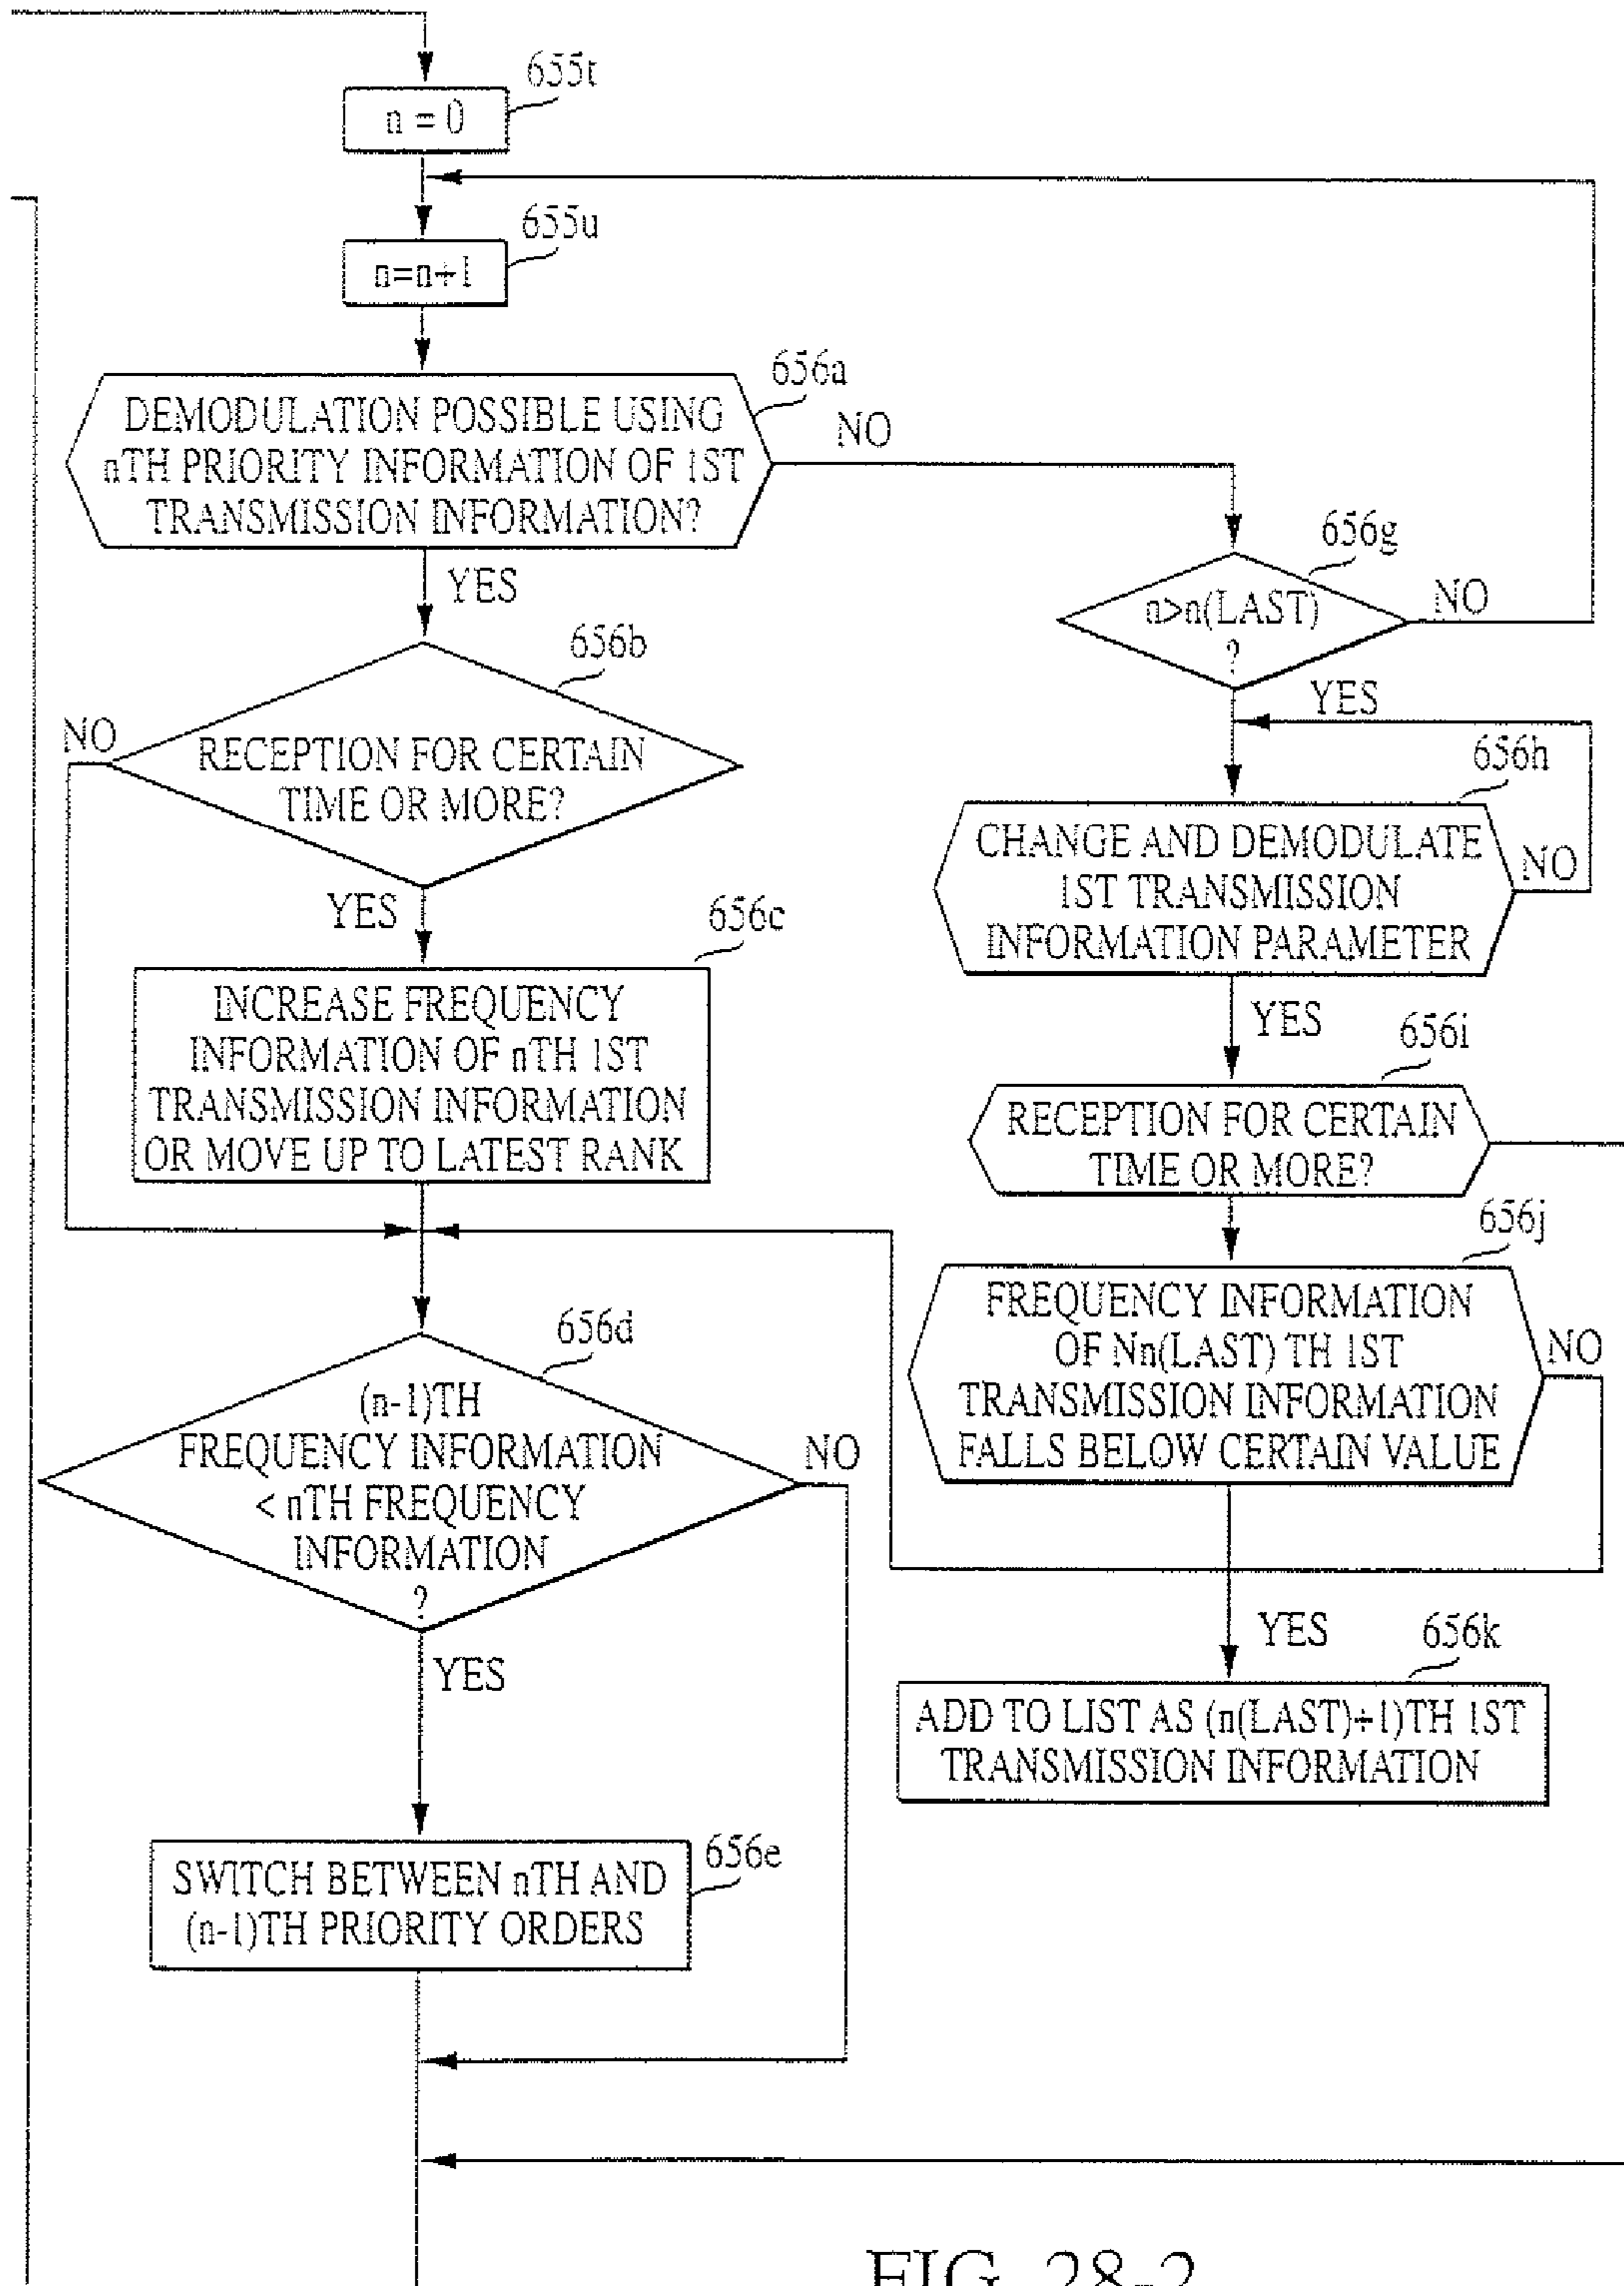 655t
n = 0
655u
n=n+1
656a
DEMODULATION POSSIBLE USING
nTH PRIORITY INFORMATION OF 1ST
TRANSMISSION INFORMATION?
NO
YES
656g
n>n(LAST)
?
NO
YES
656b
NO
RECEPTION FOR CERTAIN
TIME OR MORE?
YES
656h
CHANGE AND DEMODULATE
1ST TRANSMISSION
INFORMATION PARAMETER
NO
YES
656c
INCREASE FREQUENCY
INFORMATION OF nTH 1ST
TRANSMISSION INFORMATION
OR MOVE UP TO LATEST RANK
656i
RECEPTION FOR CERTAIN
TIME OR MORE?
656j
FREQUENCY INFORMATION
OF Nn(LAST) TH 1ST
TRANSMISSION INFORMATION
FALLS BELOW CERTAIN VALUE
NO
YES
656d
(n-1)TH
FREQUENCY INFORMATION
< nTH FREQUENCY
INFORMATION
?
NO
YES
656k
ADD TO LIST AS (n(LAST)+1)TH 1ST
TRANSMISSION INFORMATION
656e
SWITCH BETWEEN nTH AND
(n-1)TH PRIORITY ORDERS
FIG. 28-2